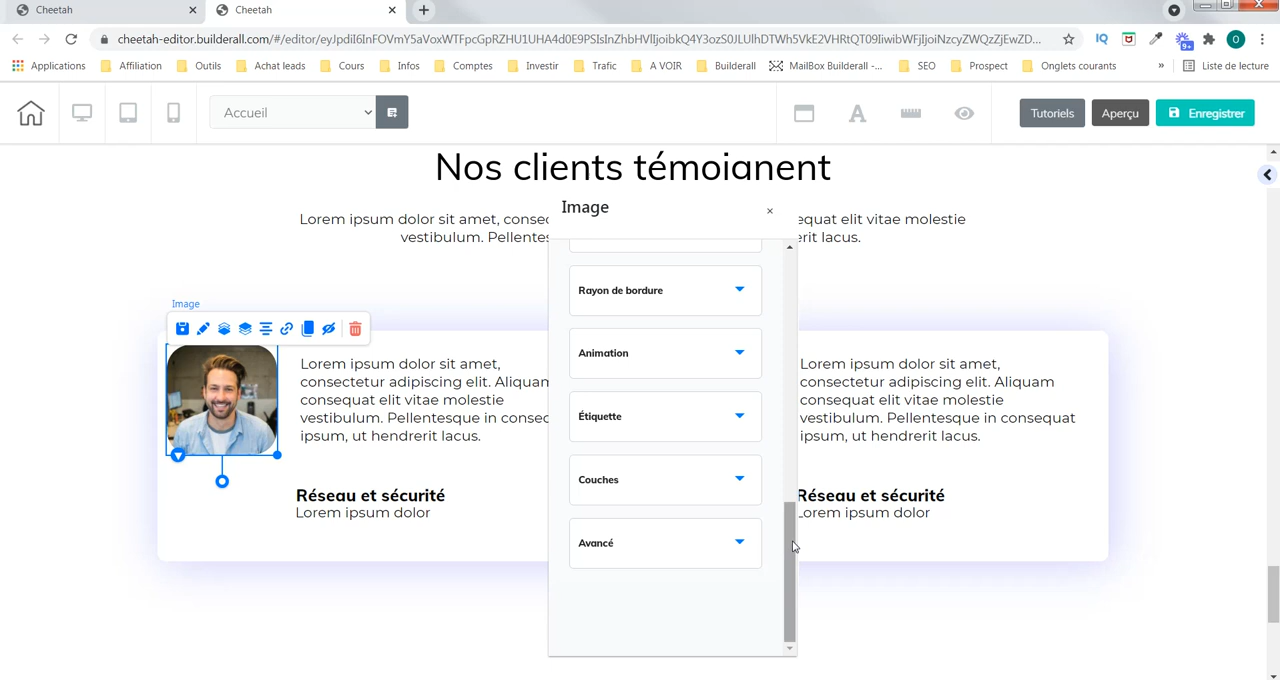 Cheetah
Cheetah
cheetah-editor.builderall.com/#/editor/
Applications
Affiliation
Outils
Achat leads
Cours
Infos
Comptes
Investir
Trafic
A VOIR
Builderall
MailBox Builderall -...
SEO
Prospect
Onglets courants
»
Liste de lecture
IQ
9+
O
Accueil
Tutoriels
Aperçu
Enregistrer
Nos clients témoignent
Lorem ipsum dolor sit amet, consec
equat elit vitae molestie
vestibulum. Pellentes
erit lacus.
Image
×
Rayon de bordure
Animation
Étiquette
Couches
Avancé
Image
Lorem ipsum dolor sit amet,
consectetur adipiscing elit. Aliquam
consequat elit vitae molestie
vestibulum. Pellentesque in consec
ipsum, ut hendrerit lacus.
Réseau et sécurité
Lorem ipsum dolor
Lorem ipsum dolor sit amet,
consectetur adipiscing elit. Aliquam
consequat elit vitae molestie
vestibulum. Pellentesque in consequat
ipsum, ut hendrerit lacus.
Réseau et sécurité
Lorem ipsum dolor